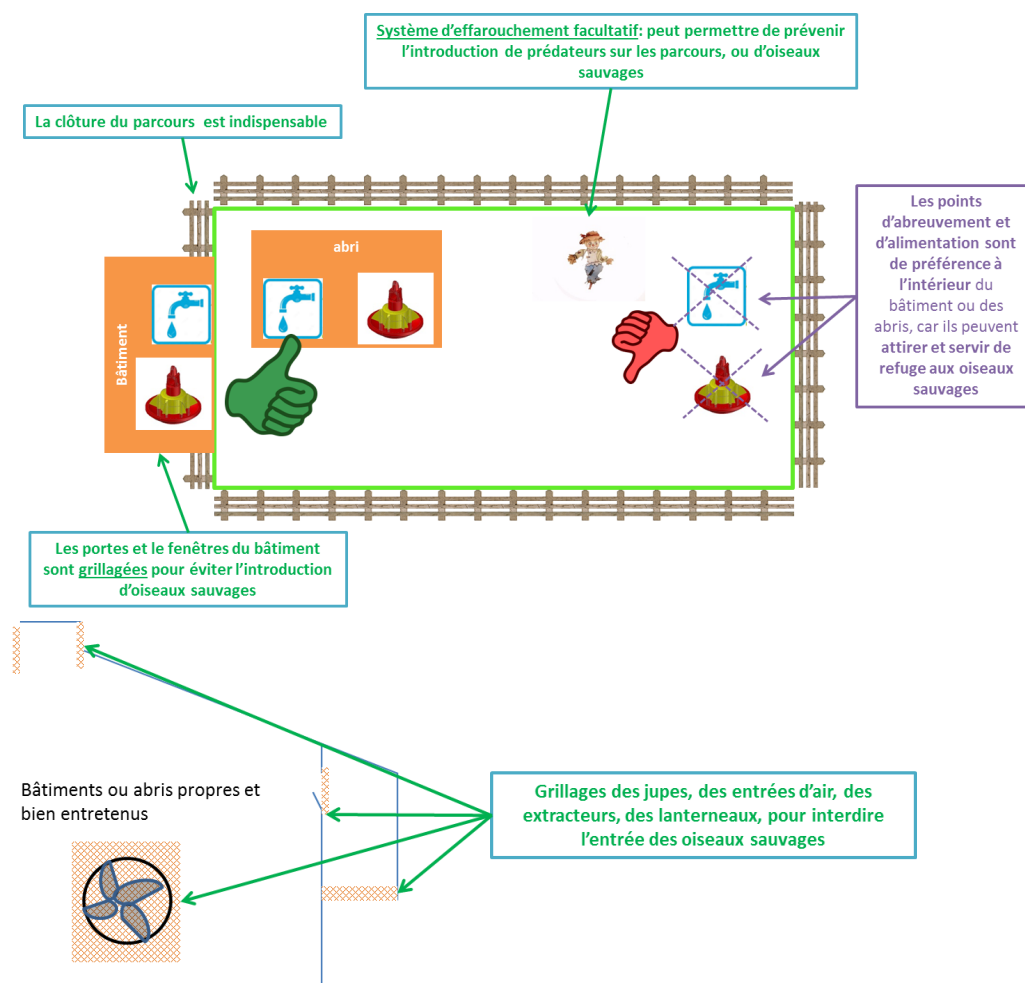 Système d'effarouchement facultatif: peut permettre de prévenir
l'introduction de prédateurs sur les parcours, ou d'oiseaux
sauvages
La clôture du parcours est indispensable
Les points
d'abreuvement et
d'alimentation sont
de préférence à
l'intérieur du
bâtiment ou des
abris, car ils peuvent
attirer et servir de
refuge aux oiseaux
sauvages
abri
Bâtiment
Les portes et le fenêtres du bâtiment
sont grillagées pour éviter l'introduction
d'oiseaux sauvages
Bâtiments ou abris propres et
bien entretenus
Grillages des jupes, des entrées d'air, des
extracteurs, des lanterneaux, pour interdire
l'entrée des oiseaux sauvages